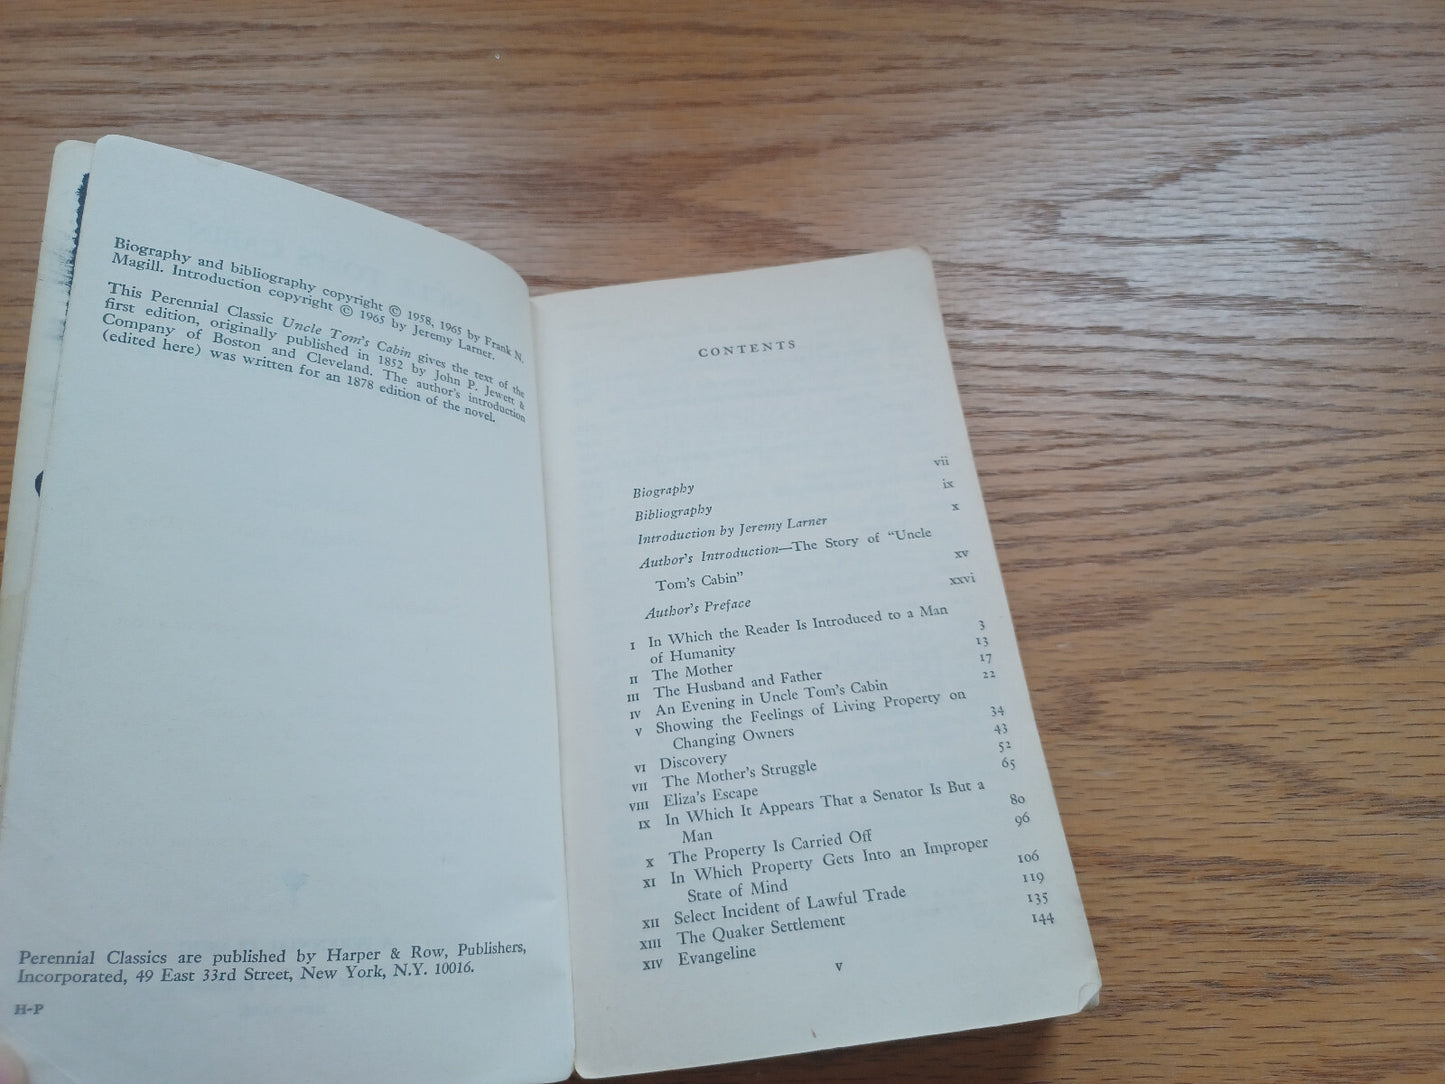 Biography and bibliography copyright © 1958, 1965 by Frank N.
Magill. Introduction copyright © 1965 by Jeremy Larner.
This Perennial Classic Uncle Tom's Cabin gives the text of the
first edition, originally published in 1852 by John P. Jewett &
Company of Boston and Cleveland. The author's introduction
(edited here) was written for an 1878 edition of the novel.
Perennial Classics are published by Harper & Row, Publishers,
Incorporated, 49 East 33rd Street, New York, N.Y. 10016.
H-P
CONTENTS
Biography vii
Bibliography ix
Introduction by Jeremy Larner x
Author's Introduction—The Story of "Uncle
Tom's Cabin" xv
Author's Preface xxvi
I In Which the Reader Is Introduced to a Man
of Humanity 3
II The Mother 13
III The Husband and Father 17
IV An Evening in Uncle Tom's Cabin 22
V Showing the Feelings of Living Property on
Changing Owners 34
VI Discovery 43
VII The Mother's Struggle 52
VIII Eliza's Escape 65
IX In Which It Appears That a Senator Is But a
Man 80
X The Property Is Carried Off 96
XI In Which Property Gets Into an Improper
State of Mind 106
XII Select Incident of Lawful Trade 119
XIII The Quaker Settlement 135
XIV Evangeline 144
v